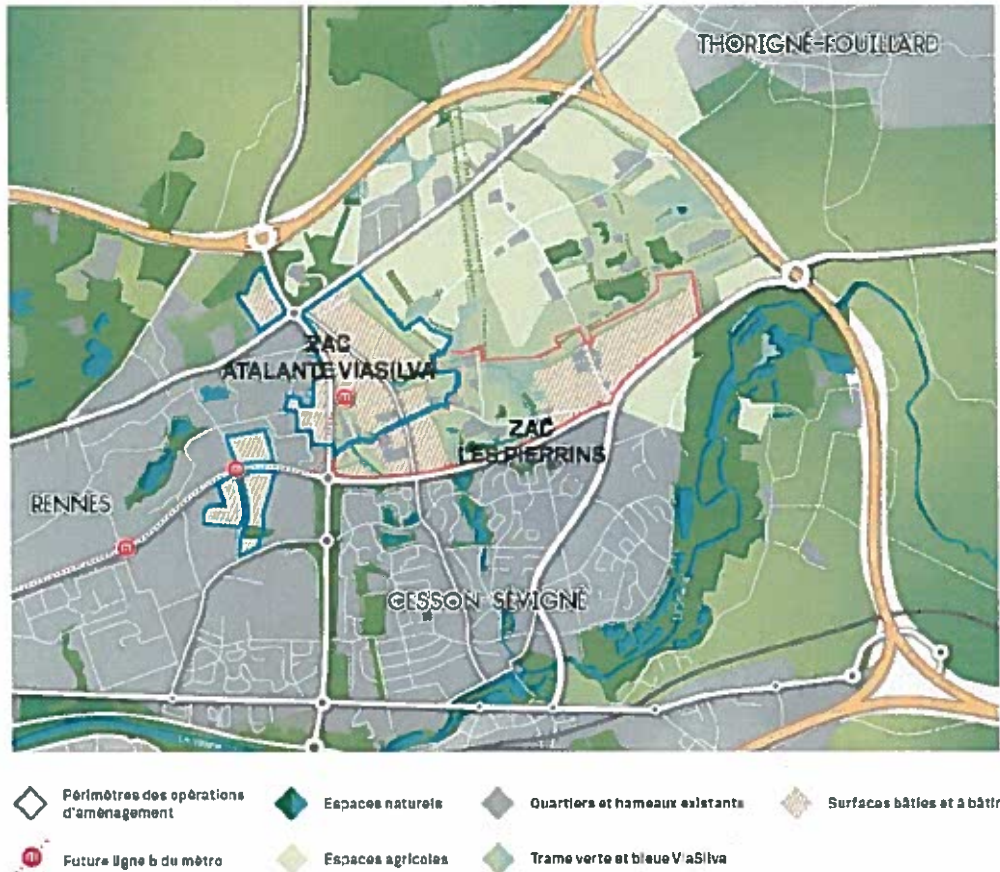 THORIGNÉ-FOUILLARD
ZAC
ATALANTE VIASILVA
m
ZAC
LES PIERRINS
m
RENNES
m
CESSON SÉVIGNÉ
Périmètres des opérations
d'aménagement
Espaces naturels
Quartiers et hameaux existants
Surfaces bâties et à bâtir
m
Future ligne b du métro
Espaces agricoles
Trame verte et bleue ViaSilva